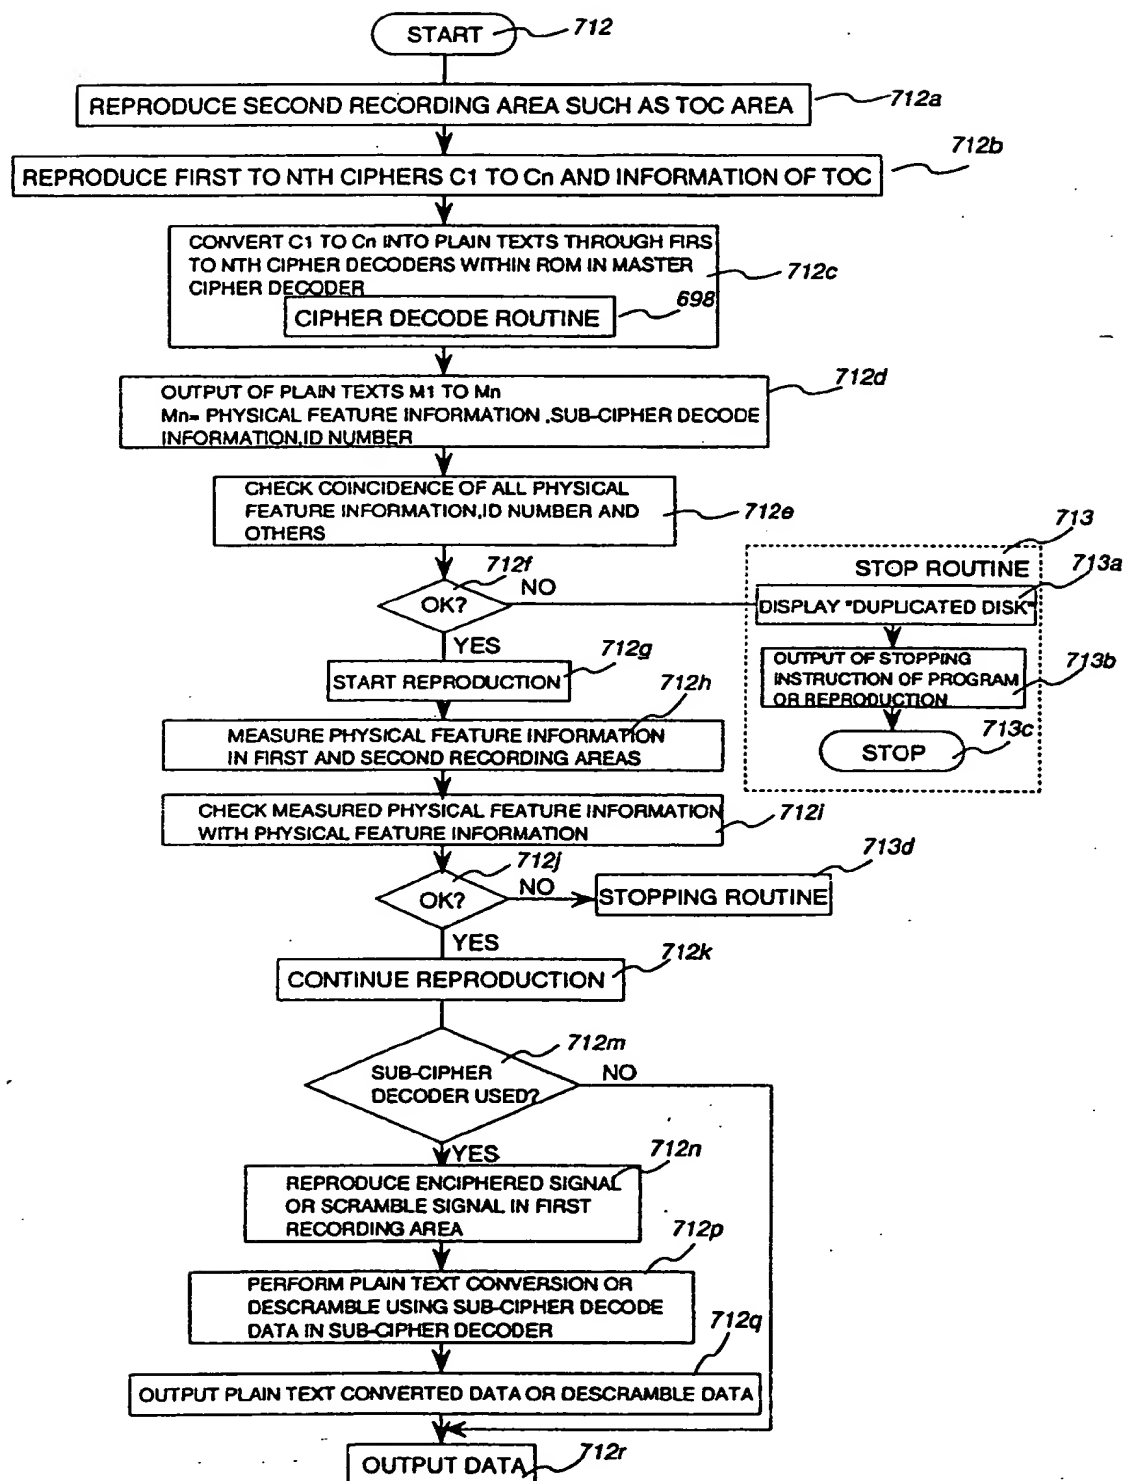 START
712
REPRODUCE SECOND RECORDING AREA SUCH AS TOC AREA
712a
712b
REPRODUCE FIRST TO NTH CIPHERS C1 TO Cn AND INFORMATION OF TOC
CONVERT C1 TO Cn INTO PLAIN TEXTS THROUGH FIRS
TO NTH CIPHER DECODERS WITHIN ROM IN MASTER
CIPHER DECODER
712c
698
CIPHER DECODE ROUTINE
712d
OUTPUT OF PLAIN TEXTS M1 TO Mn
Mn= PHYSICAL FEATURE INFORMATION ,SUB-CIPHER DECODE
INFORMATION,ID NUMBER
CHECK COINCIDENCE OF ALL PHYSICAL
FEATURE INFORMATION,ID NUMBER AND
OTHERS
712e
712f
OK?
NO
YES
713
STOP ROUTINE
713a
DISPLAY "DUPLICATED DISK"
OUTPUT OF STOPPING
INSTRUCTION OF PROGRAM
OR REPRODUCTION
713b
713c
STOP
712g
START REPRODUCTION
712h
MEASURE PHYSICAL FEATURE INFORMATION
IN FIRST AND SECOND RECORDING AREAS
CHECK MEASURED PHYSICAL FEATURE INFORMATION
WITH PHYSICAL FEATURE INFORMATION
712i
712j
OK?
NO
713d
STOPPING ROUTINE
YES
712k
CONTINUE REPRODUCTION
712m
SUB-CIPHER
DECODER USED?
NO
YES
712n
REPRODUCE ENCIPHERED SIGNAL
OR SCRAMBLE SIGNAL IN FIRST
RECORDING AREA
712p
PERFORM PLAIN TEXT CONVERSION OR
DESCRAMBLE USING SUB-CIPHER DECODE
DATA IN SUB-CIPHER DECODER
712q
OUTPUT PLAIN TEXT CONVERTED DATA OR DESCRAMBLE DATA
712r
OUTPUT DATA